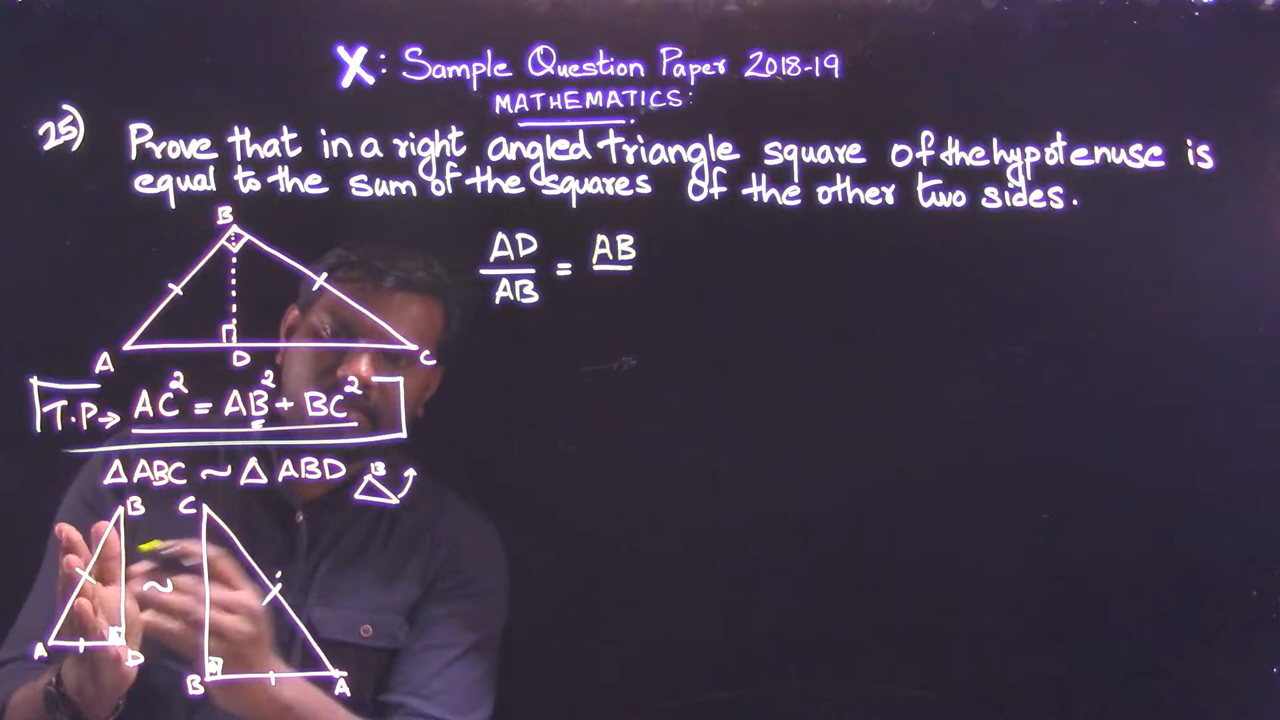 X: Sample Question Paper 2018-19
MATHEMATICS:
25) Prove that in a right angled triangle square of the hypotenuse is
equal to the sum of the squares of the other two sides.
B
A D C
AD/AB = AB
T.P→ AC² = AB² + BC²
△ABC ~ △ABD
B
B C
~
A D
B A